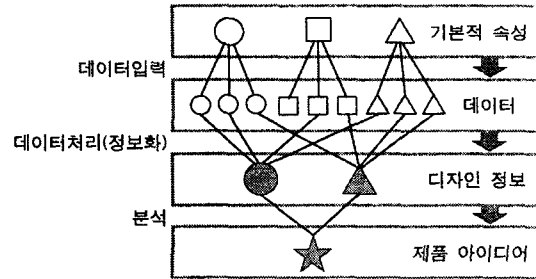 기본적 속성
데이터입력
데이터
데이터처리(정보화)
디자인 정보
분석
제품 아이디어